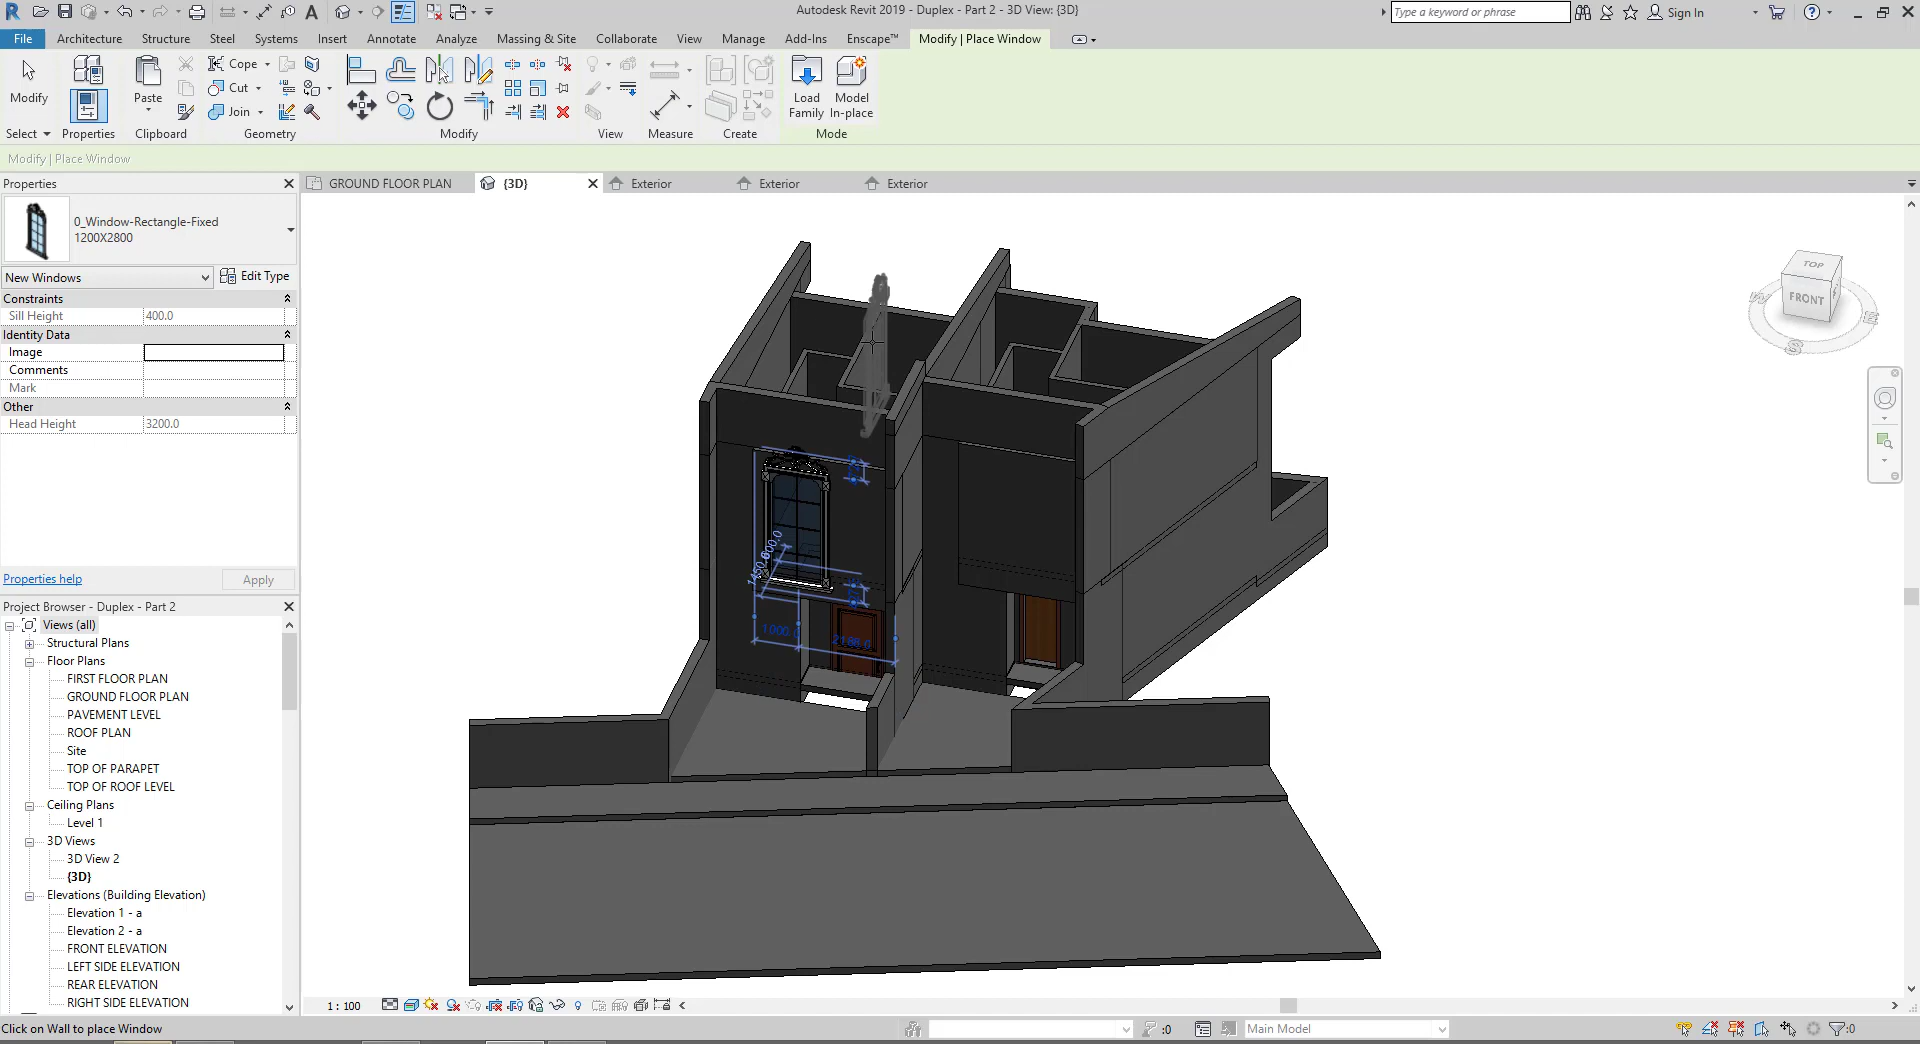 Autodesk Revit 2019 - Duplex - Part 2 - 3D View: {3D}
Type a keyword or phrase
Sign In
File Architecture Structure Steel Systems Insert Annotate Analyze Massing & Site Collaborate View Manage Add-Ins Enscape™ Modify | Place Window
Modify
Paste
Cope
Cut
Join
Load Family
Model In-place
Select Properties Clipboard Geometry Modify View Measure Create Mode
Modify | Place Window
Properties
GROUND FLOOR PLAN {3D} Exterior Exterior Exterior
0_Window-Rectangle-Fixed
1200X2800
New Windows Edit Type
Constraints
Sill Height 400.0
Identity Data
Image
Comments
Mark
Other
Head Height 3200.0
Properties help Apply
Project Browser - Duplex - Part 2
Views (all)
Structural Plans
Floor Plans
FIRST FLOOR PLAN
GROUND FLOOR PLAN
PAVEMENT LEVEL
ROOF PLAN
Site
TOP OF PARAPET
TOP OF ROOF LEVEL
Ceiling Plans
Level 1
3D Views
3D View 2
{3D}
Elevations (Building Elevation)
Elevation 1 - a
Elevation 2 - a
FRONT ELEVATION
LEFT SIDE ELEVATION
REAR ELEVATION
RIGHT SIDE ELEVATION
TOP
FRONT
W
E
S
1 : 100
Click on Wall to place Window
:0
Main Model
:0